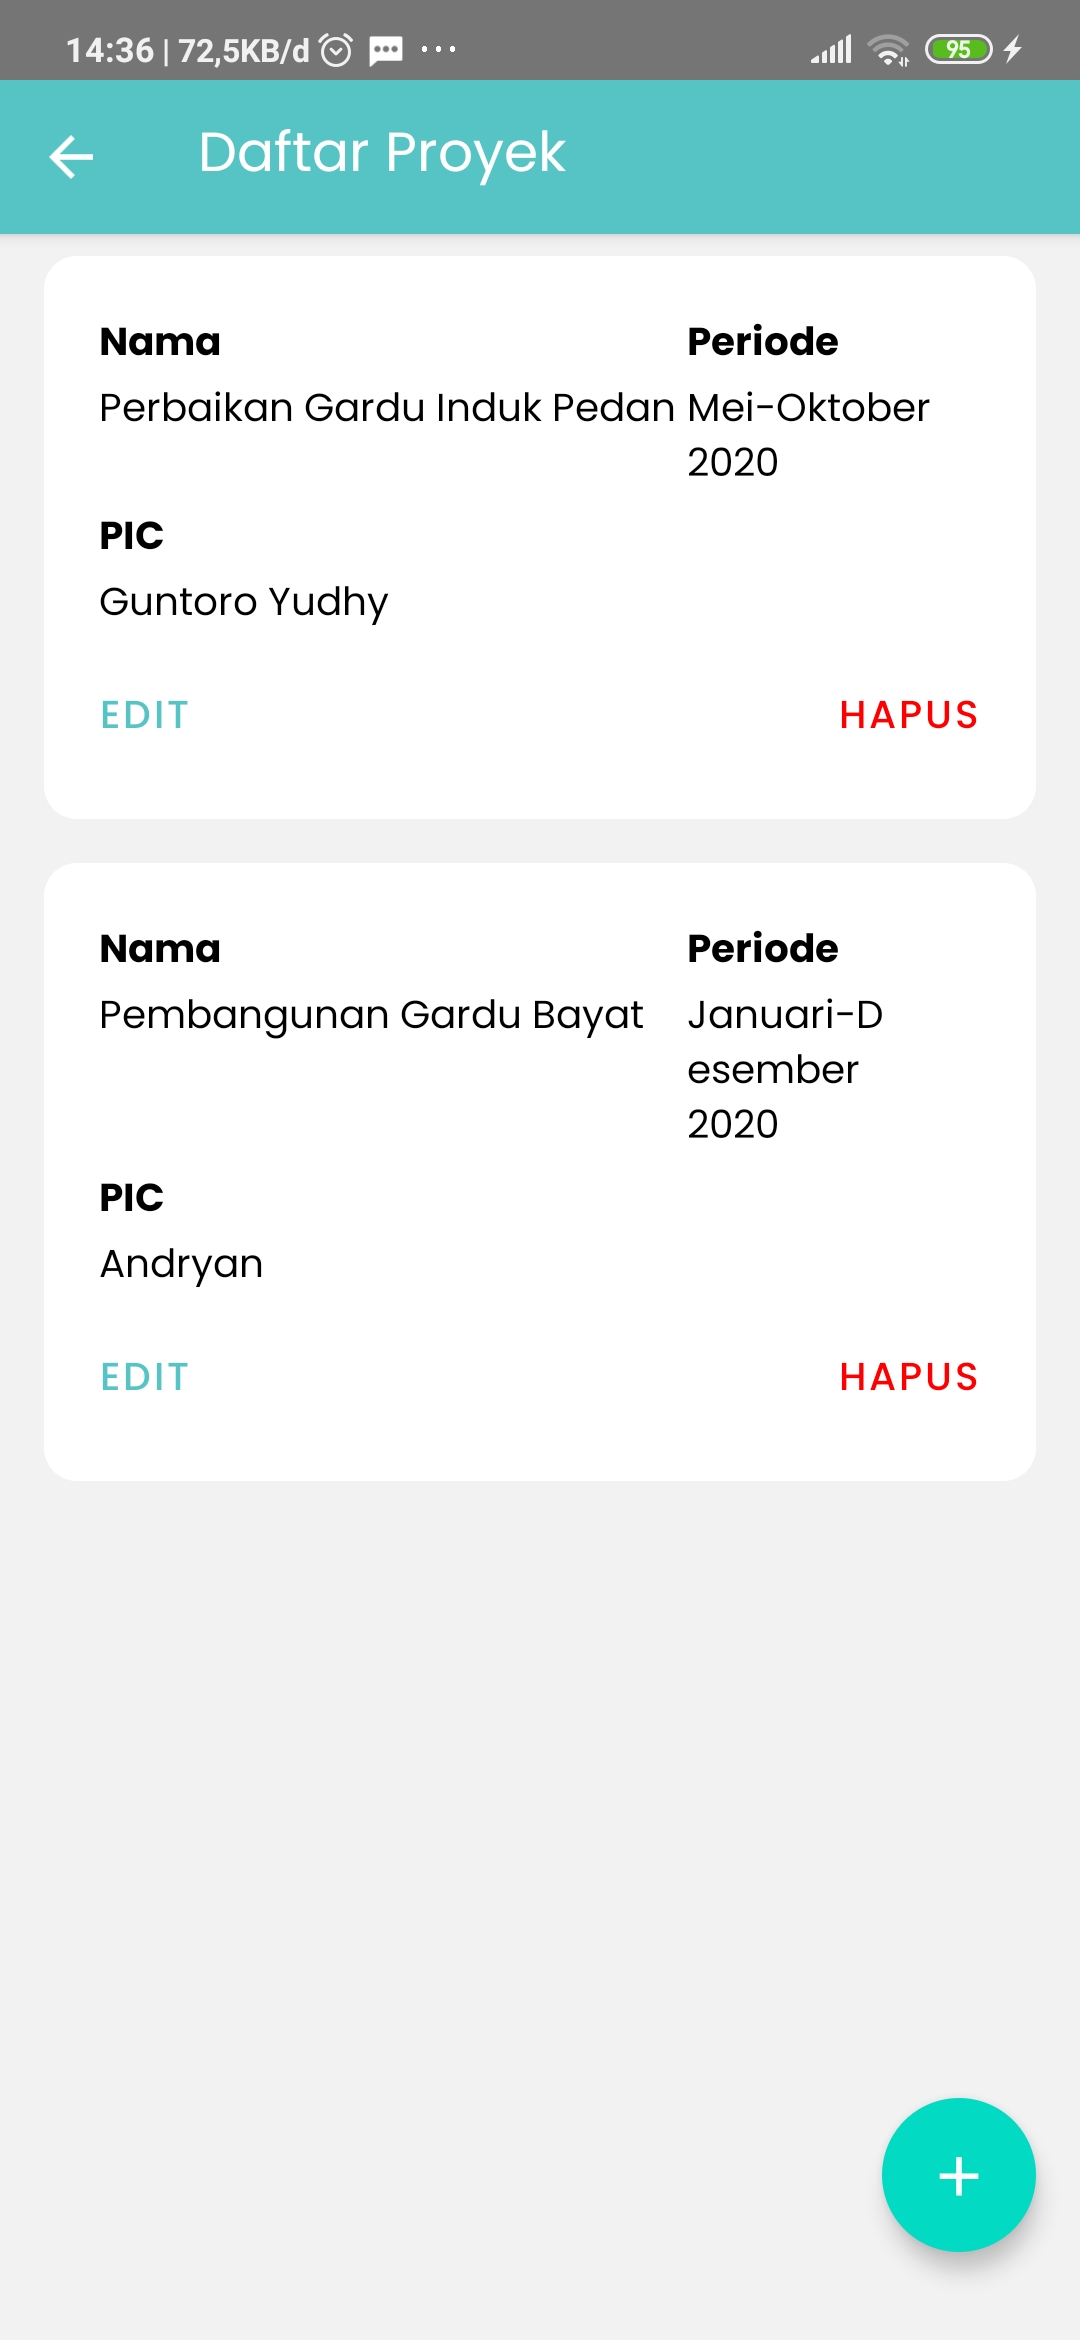 14:36 | 72,5KB/d ...
95
Daftar Proyek
Nama
Periode
Perbaikan Gardu Induk Pedan
Mei-Oktober
2020
PIC
Guntoro Yudhy
EDIT
HAPUS
Nama
Periode
Pembangunan Gardu Bayat
Januari-D
esember
2020
PIC
Andryan
EDIT
HAPUS
+